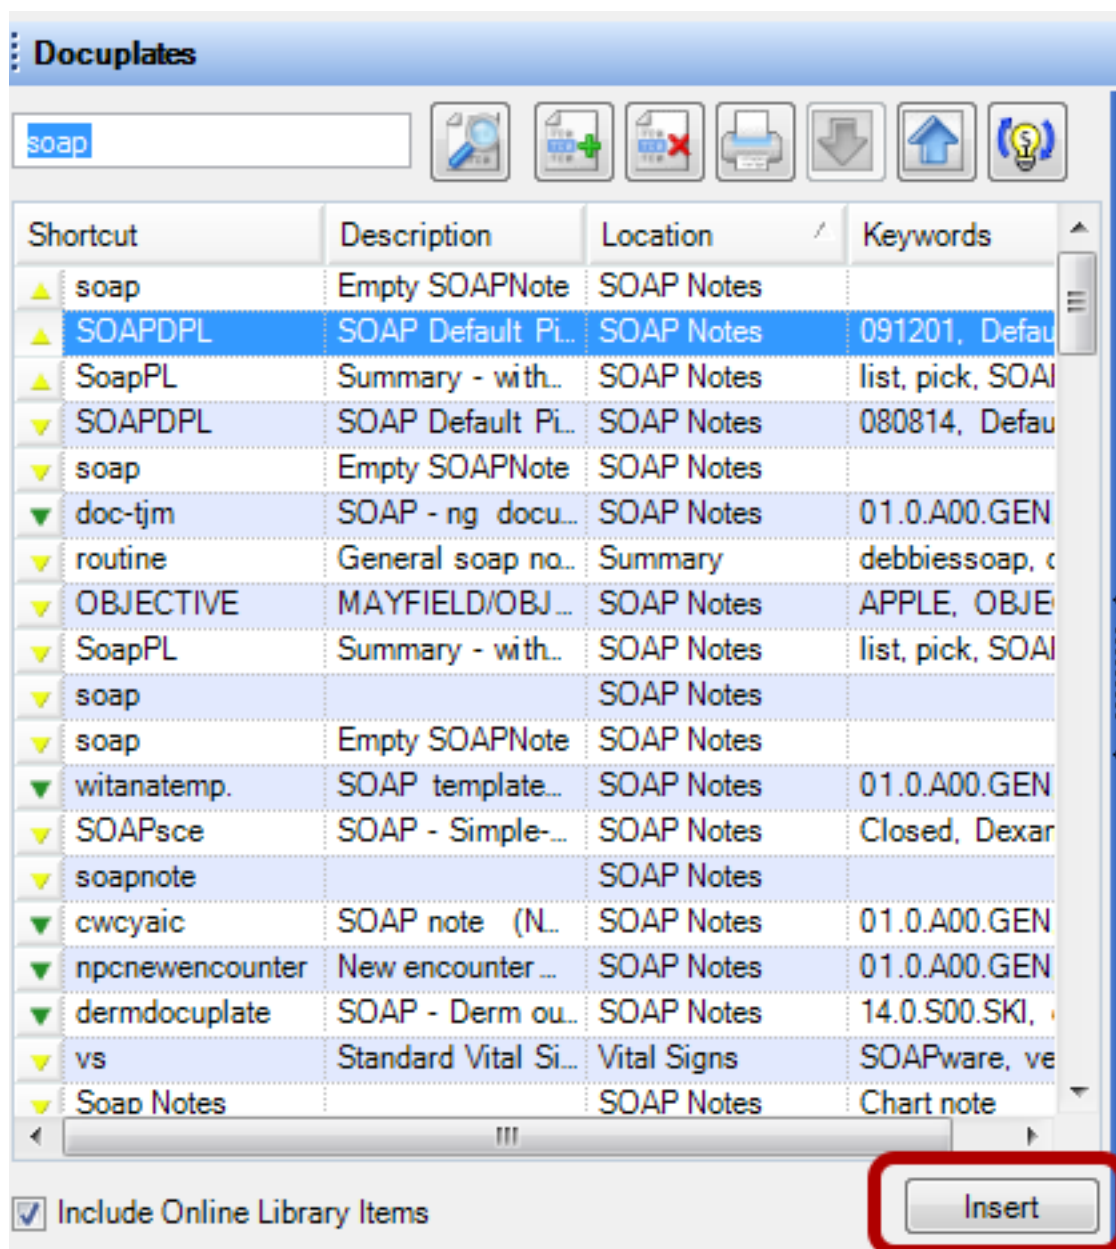 Docuplates
soap
Shortcut Description Location Keywords
soap Empty SOAPNote SOAP Notes
SOAPDPL SOAP Default Pi... SOAP Notes 091201, Defau
SoapPL Summary - with... SOAP Notes list, pick, SOAI
SOAPDPL SOAP Default Pi... SOAP Notes 080814, Defau
soap Empty SOAPNote SOAP Notes
doc-tjm SOAP - ng docu... SOAP Notes 01.0.A00.GEN
routine General soap no... Summary debbiessoap,
OBJECTIVE MAYFIELD/OBJ... SOAP Notes APPLE, OBJE
SoapPL Summary - with... SOAP Notes list, pick, SOAI
soap SOAP Notes
soap Empty SOAPNote SOAP Notes
witanatemp. SOAP template... SOAP Notes 01.0.A00.GEN
SOAPsce SOAP - Simple-... SOAP Notes Closed, Dexar
soapnote SOAP Notes
cwcyaic SOAP note (N... SOAP Notes 01.0.A00.GEN
npcnewencounter New encounter ... SOAP Notes 01.0.A00.GEN
dermdocuplate SOAP - Derm ou... SOAP Notes 14.0.S00.SKI,
vs Standard Vital Si... Vital Signs SOAPware, ve
Soap Notes SOAP Notes Chart note
Include Online Library Items Insert